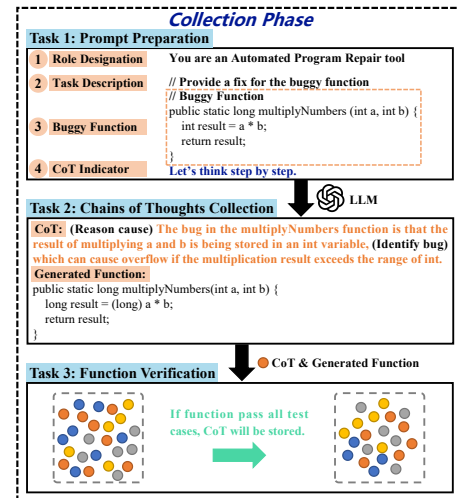 Collection Phase
Task 1: Prompt Preparation
1 Role Designation You are an Automated Program Repair tool
2 Task Description // Provide a fix for the buggy function
// Buggy Function
public static long multiplyNumbers (int a, int b) {
3 Buggy Function int result = a * b;
return result;
}
4 CoT Indicator Let's think step by step.
LLM
Task 2: Chains of Thoughts Collection
CoT: (Reason cause) The bug in the multiplyNumbers function is that the
result of multiplying a and b is being stored in an int variable, (Identify bug)
which can cause overflow if the multiplication result exceeds the range of int.
Generated Function:
public static long multiplyNumbers(int a, int b) {
long result = (long) a * b;
return result;
}
CoT & Generated Function
Task 3: Function Verification
If function pass all test
cases, CoT will be stored.